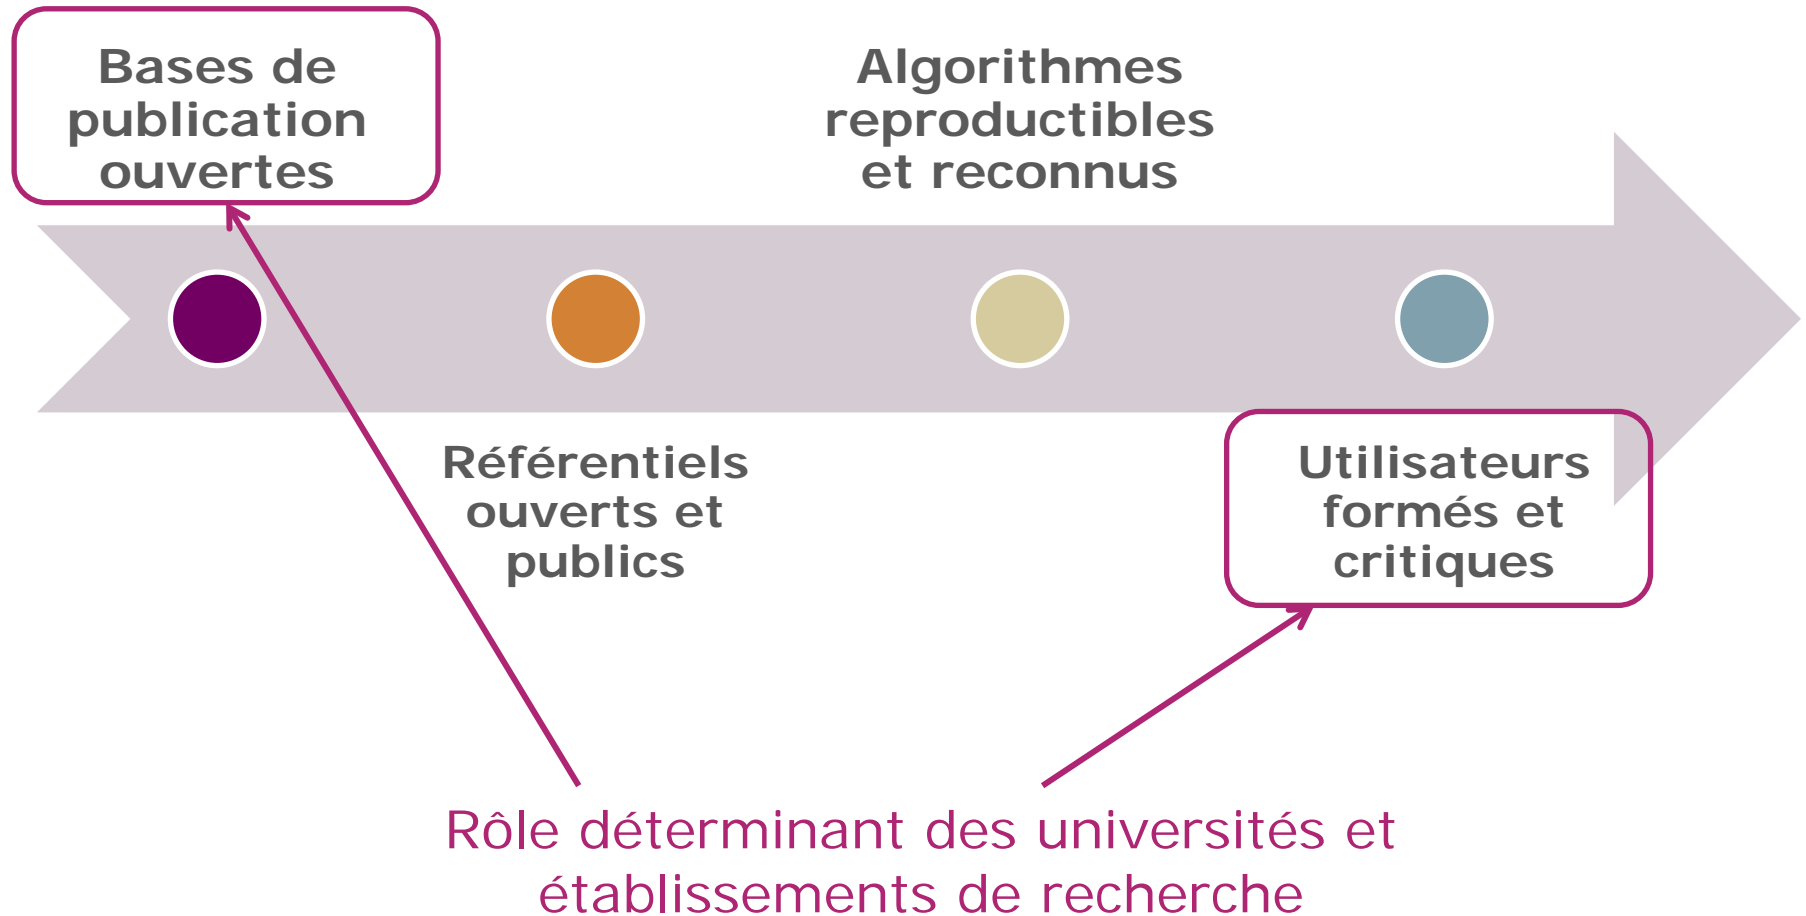 Bases de
publication
ouvertes
Algorithmes
reproductibles
et reconnus
Référentiels
ouverts et
publics
Utilisateurs
formés et
critiques
Rôle déterminant des universités et
établissements de recherche